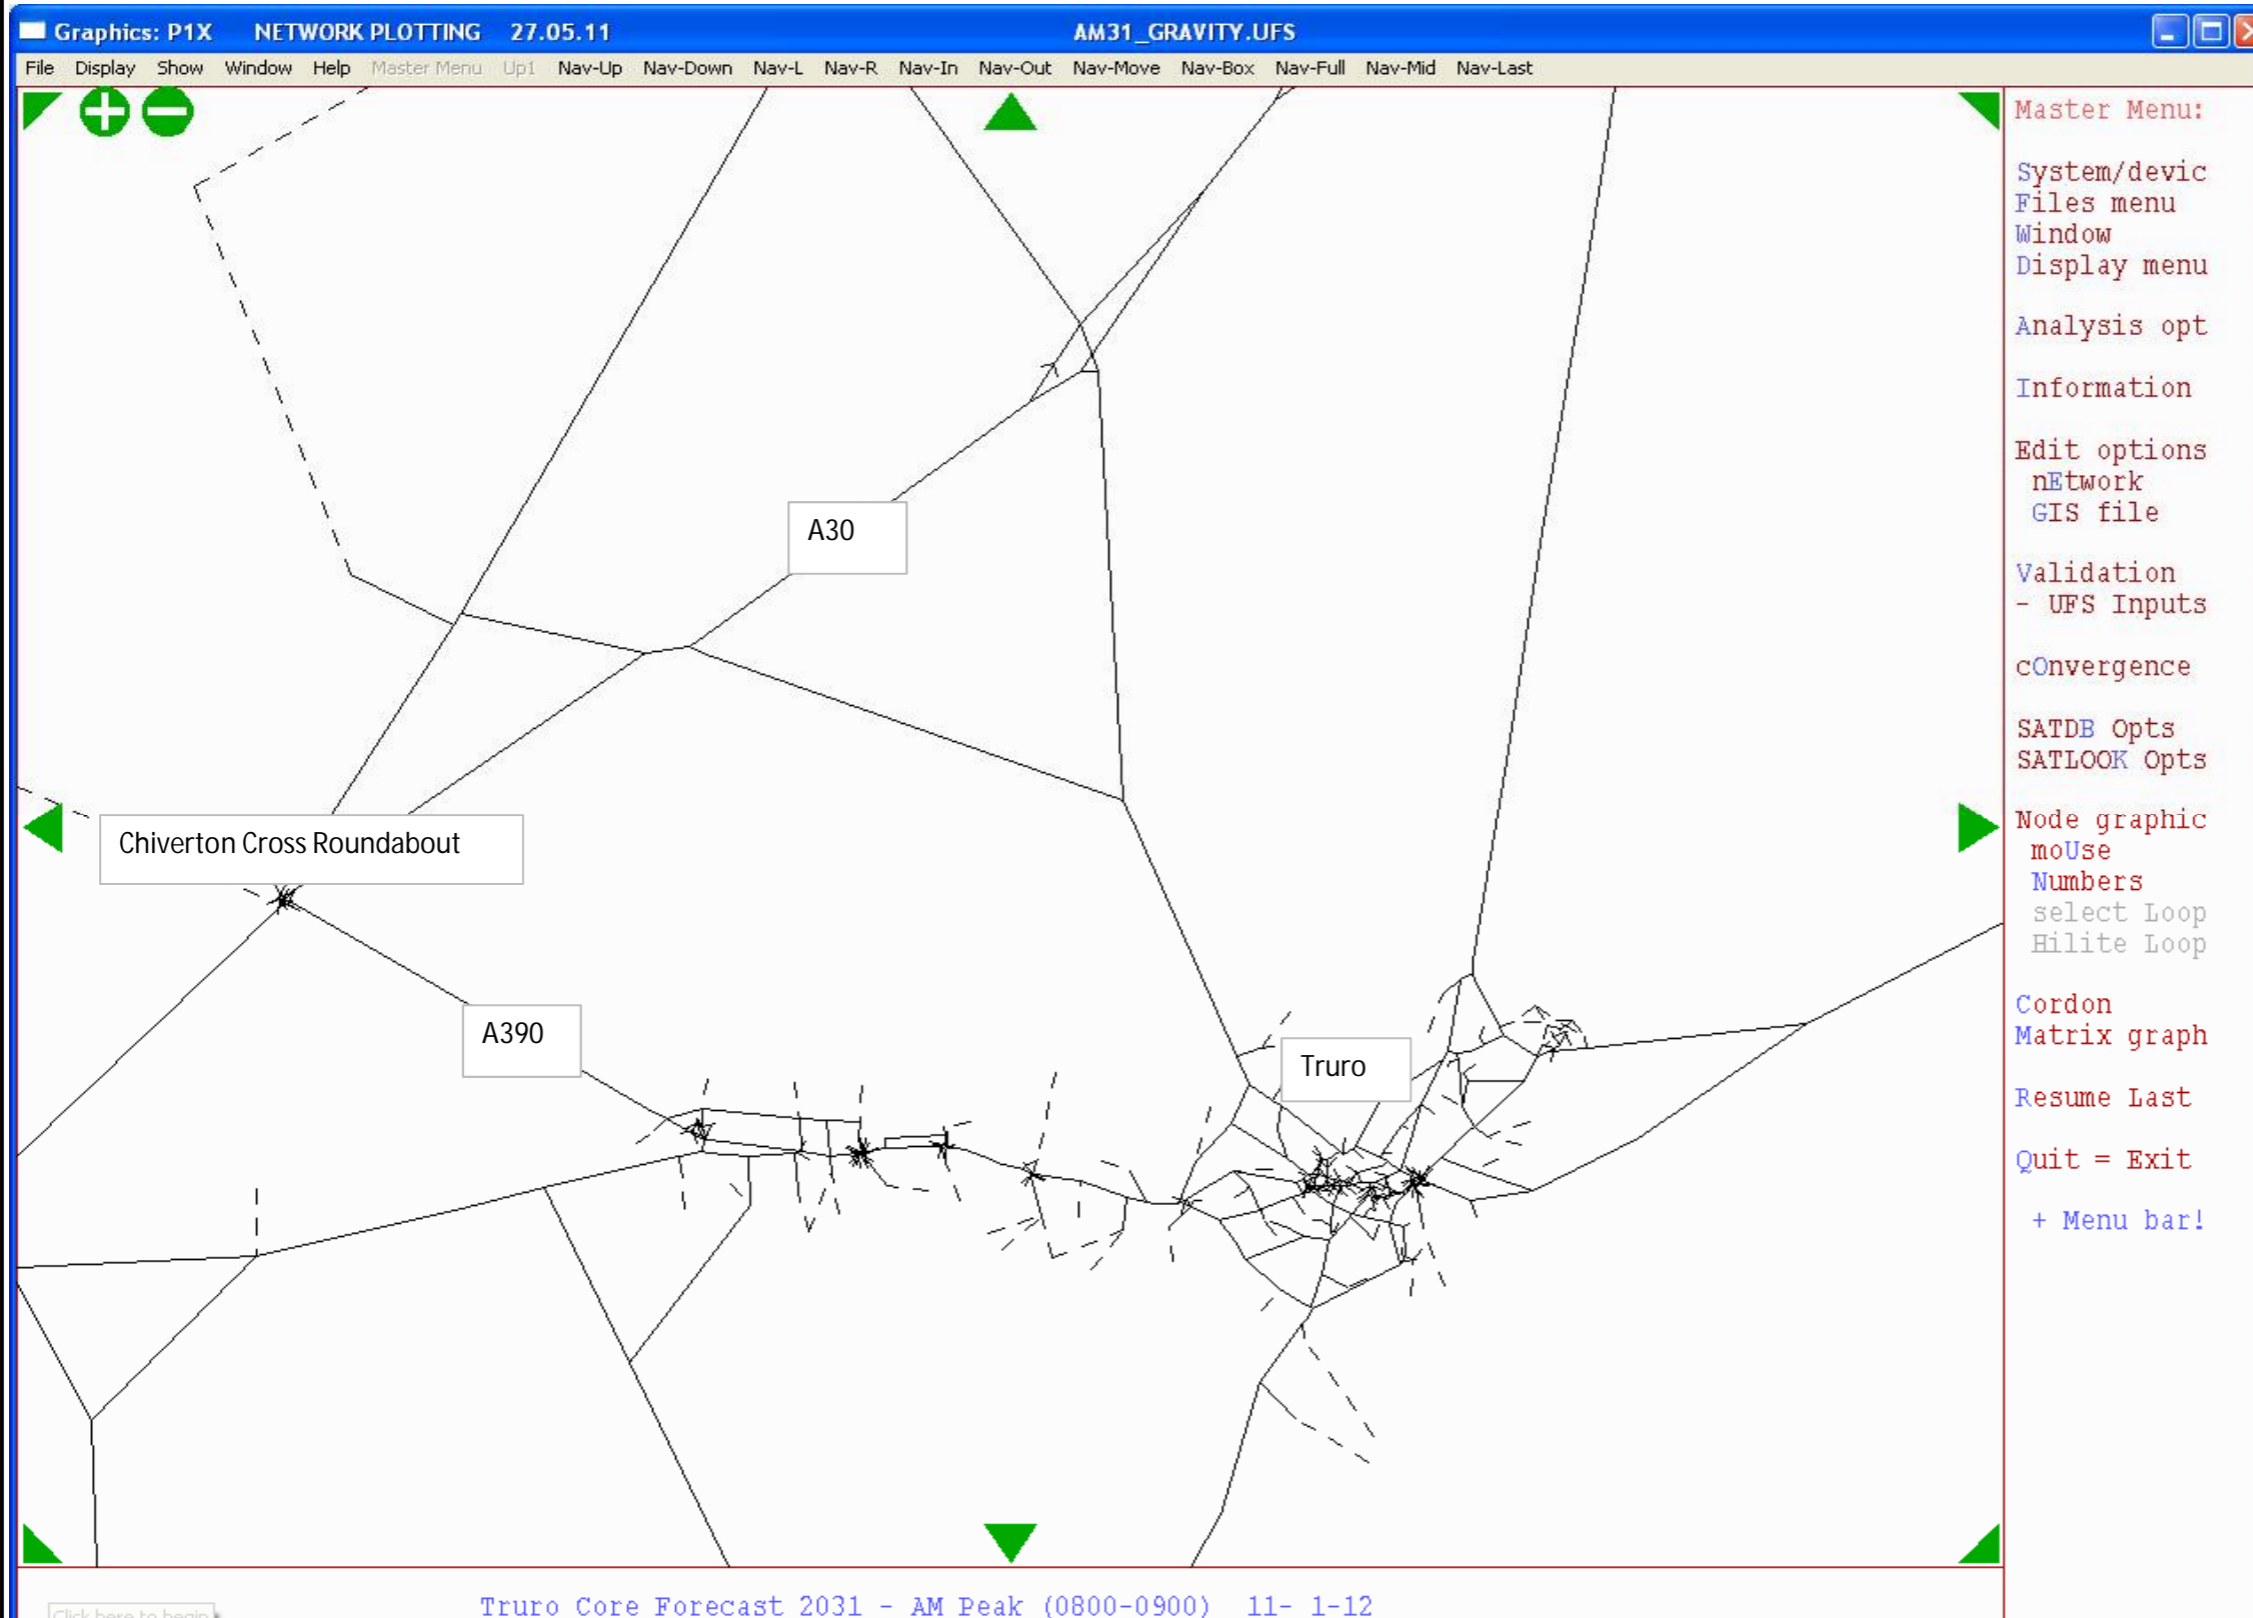 Graphics: P1X NETWORK PLOTTING 27.05.11 AM31_GRAVITY.UFS
File Display Show Window Help Master Menu Up1 Nav-Up Nav-Down Nav-L Nav-R Nav-In Nav-Out Nav-Move Nav-Box Nav-Full Nav-Mid Nav-Last
A30
Chiverton Cross Roundabout
A390
Truro
Master Menu:
System/devic
Files menu
Window
Display menu
Analysis opt
Information
Edit options
nEtwork
GIS file
Validation
- UFS Inputs
cOnvergence
SATDB Opts
SATLOOK Opts
Node graphic
moUse
Numbers
select Loop
Hilite Loop
Cordon
Matrix graph
Resume Last
Quit = Exit
+ Menu bar!
Truro Core Forecast 2031 - AM Peak (0800-0900) 11- 1-12
Click here to begin